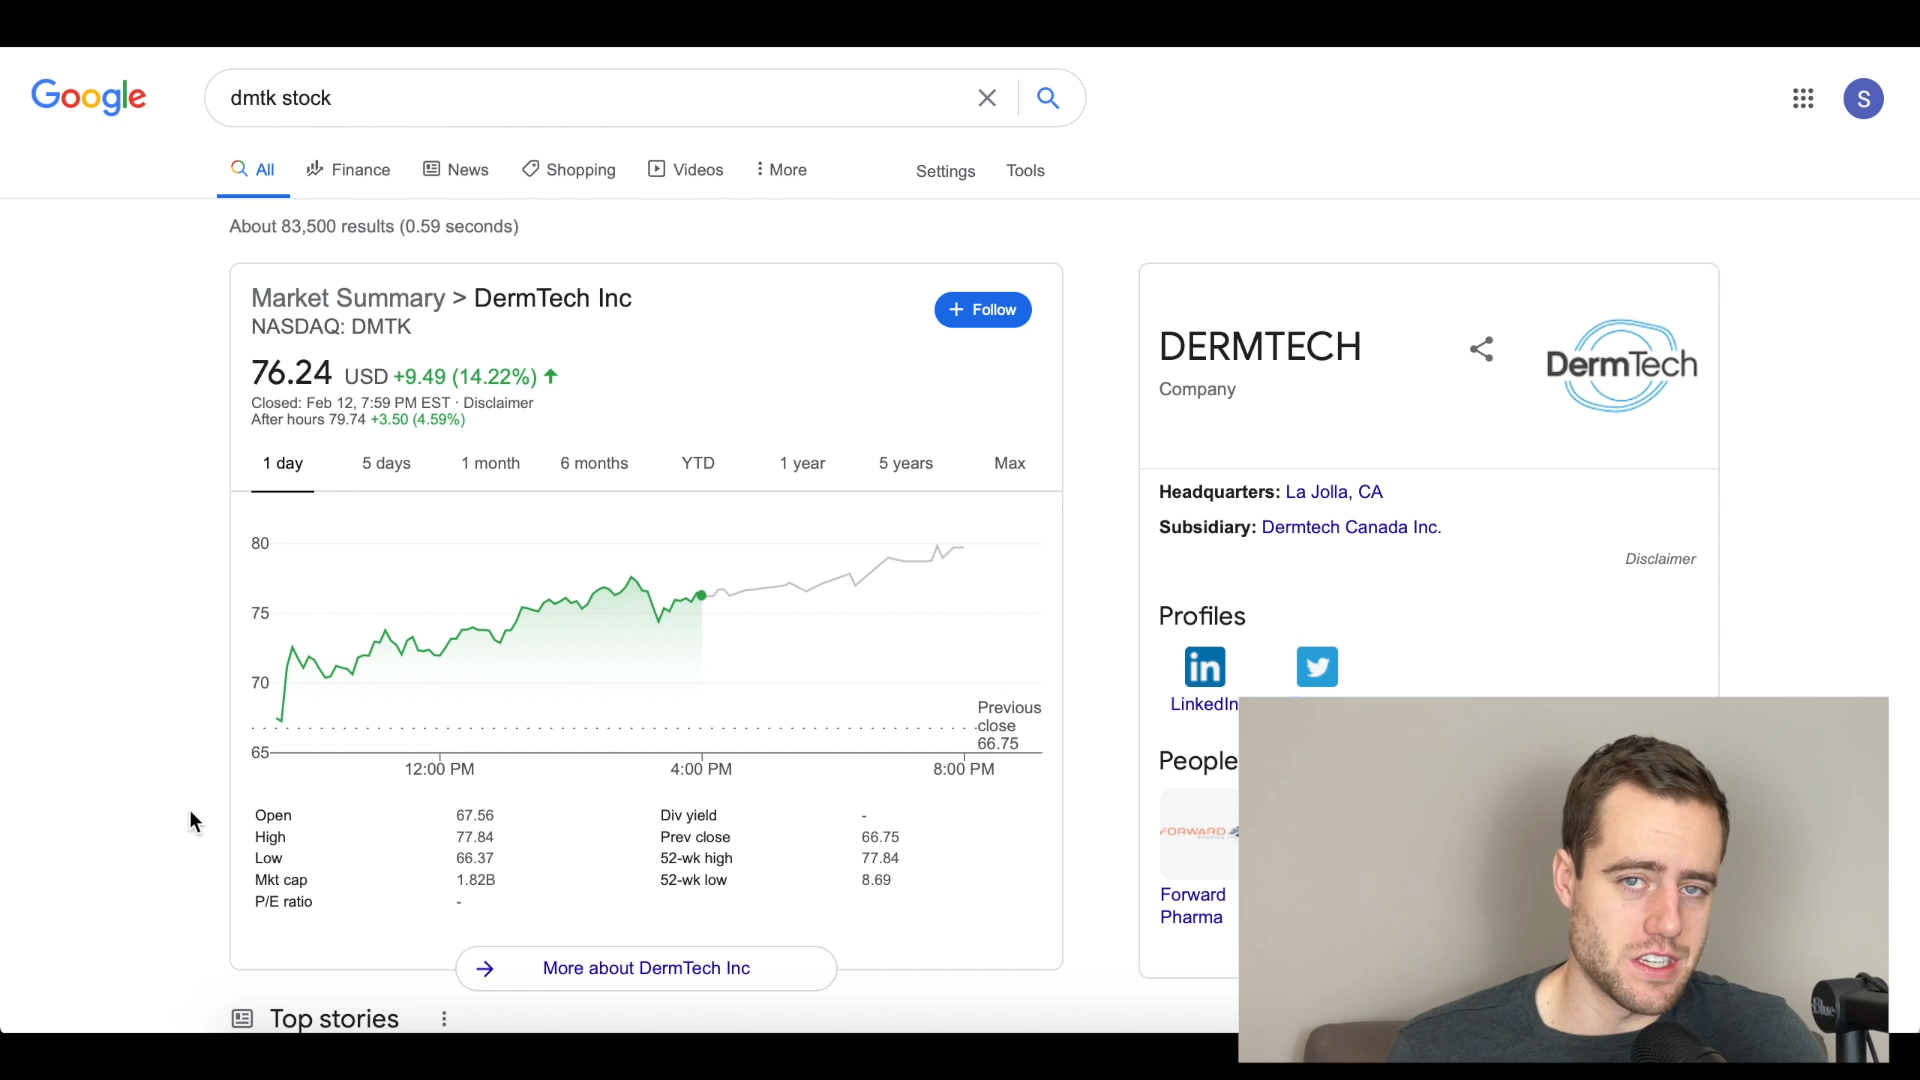 Google
dmtk stock
S
All
Finance
News
Shopping
Videos
More
Settings
Tools
About 83,500 results (0.59 seconds)
Market Summary > DermTech Inc
NASDAQ: DMTK
+ Follow
76.24 USD +9.49 (14.22%)
Closed: Feb 12, 7:59 PM EST · Disclaimer
After hours 79.74 +3.50 (4.59%)
1 day
5 days
1 month
6 months
YTD
1 year
5 years
Max
80
75
70
65
Previous
close
66.75
12:00 PM
4:00 PM
8:00 PM
Open 67.56
High 77.84
Low 66.37
Mkt cap 1.82B
P/E ratio -
Div yield -
Prev close 66.75
52-wk high 77.84
52-wk low 8.69
More about DermTech Inc
Top stories
DERMTECH
Company
DermTech
Headquarters: La Jolla, CA
Subsidiary: Dermtech Canada Inc.
Disclaimer
Profiles
in
LinkedIn
People
FORWARD
Forward
Pharma
Blue